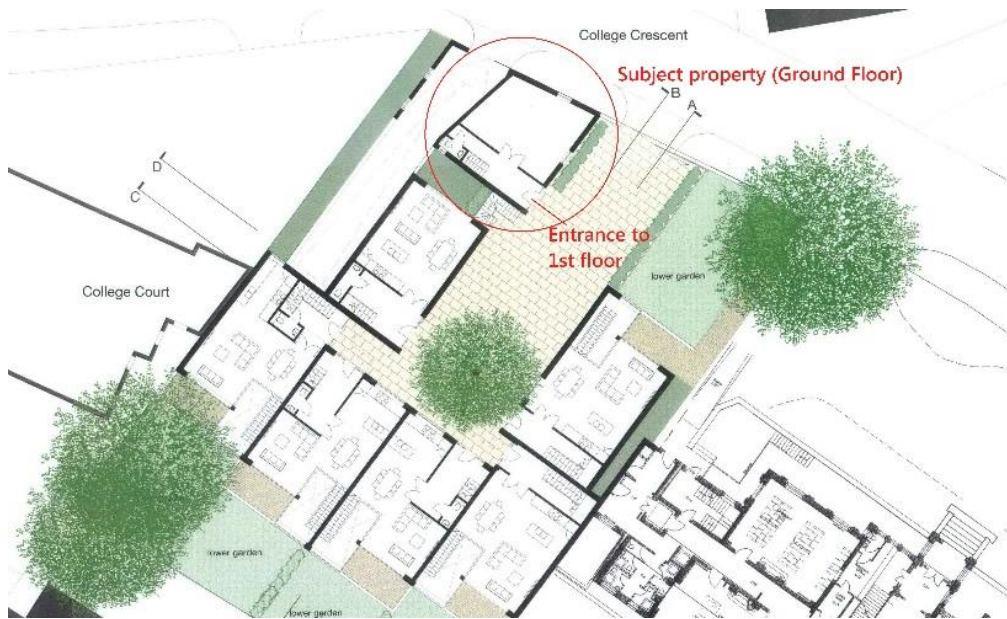 College Crescent
Subject property (Ground Floor)
B
A
D
C
Entrance to
1st floor
lower garden
College Court
lower garden
lower garden